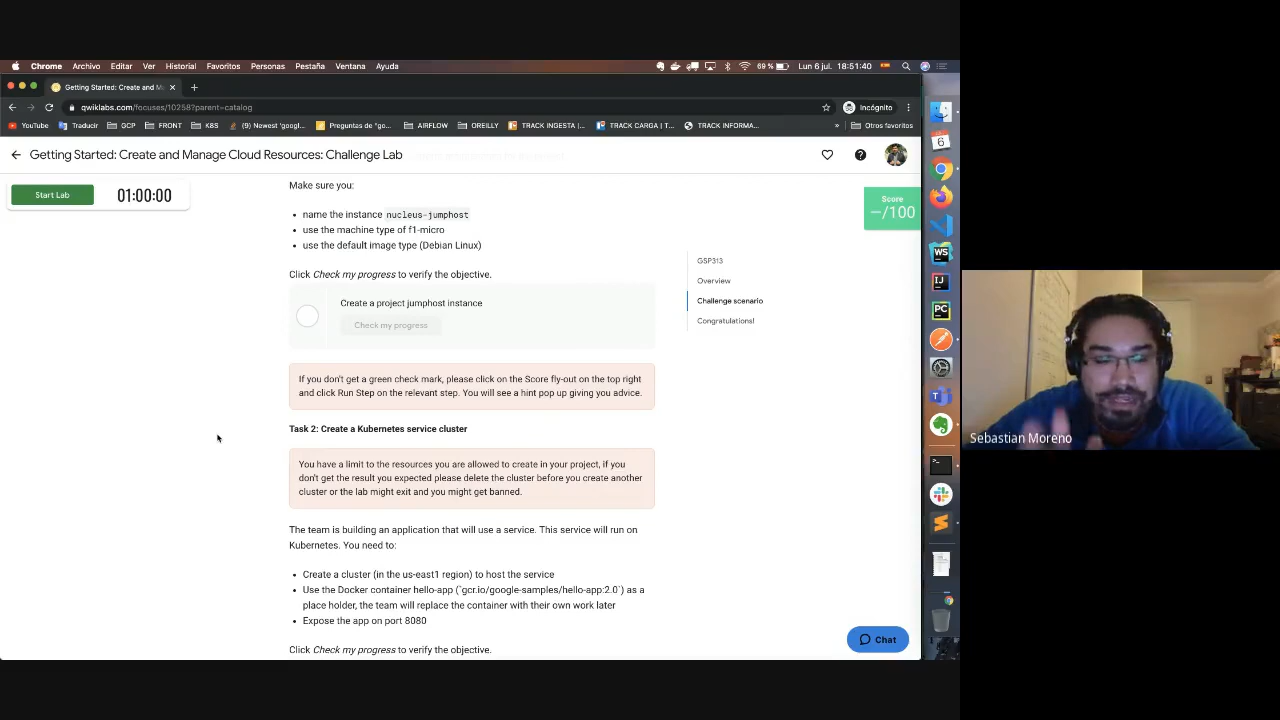 Chrome Archivo Editar Ver Historial Favoritos Personas Pestaña Ventana Ayuda 69 % Lun 6 jul. 18:51:40
Getting Started: Create and M
qwiklabs.com/focuses/10258?parent=catalog Incógnito
YouTube Traducir GCP FRONT K8S Newest 'googl... Preguntas de "go... AIRFLOW OREILLY TRACK INGESTA |... TRACK CARGA | T... TRACK INFORMA... » Otros favoritos
Getting Started: Create and Manage Cloud Resources: Challenge Lab
Start Lab 01:00:00
Make sure you:
Score
–/100
• name the instance nucleus-jumphost
• use the machine type of f1-micro
• use the default image type (Debian Linux)
Click Check my progress to verify the objective.
Create a project jumphost instance
Check my progress
GSP313
Overview
Challenge scenario
Congratulations!
If you don't get a green check mark, please click on the Score fly-out on the top right
and click Run Step on the relevant step. You will see a hint pop up giving you advice.
Task 2: Create a Kubernetes service cluster
You have a limit to the resources you are allowed to create in your project, if you
don't get the result you expected please delete the cluster before you create another
cluster or the lab might exit and you might get banned.
The team is building an application that will use a service. This service will run on
Kubernetes. You need to:
• Create a cluster (in the us-east1 region) to host the service
• Use the Docker container hello-app (`gcr.io/google-samples/hello-app:2.0`) as a
place holder, the team will replace the container with their own work later
• Expose the app on port 8080
Click Check my progress to verify the objective.
Chat
6
WS
IJ
PC
Sebastian Moreno